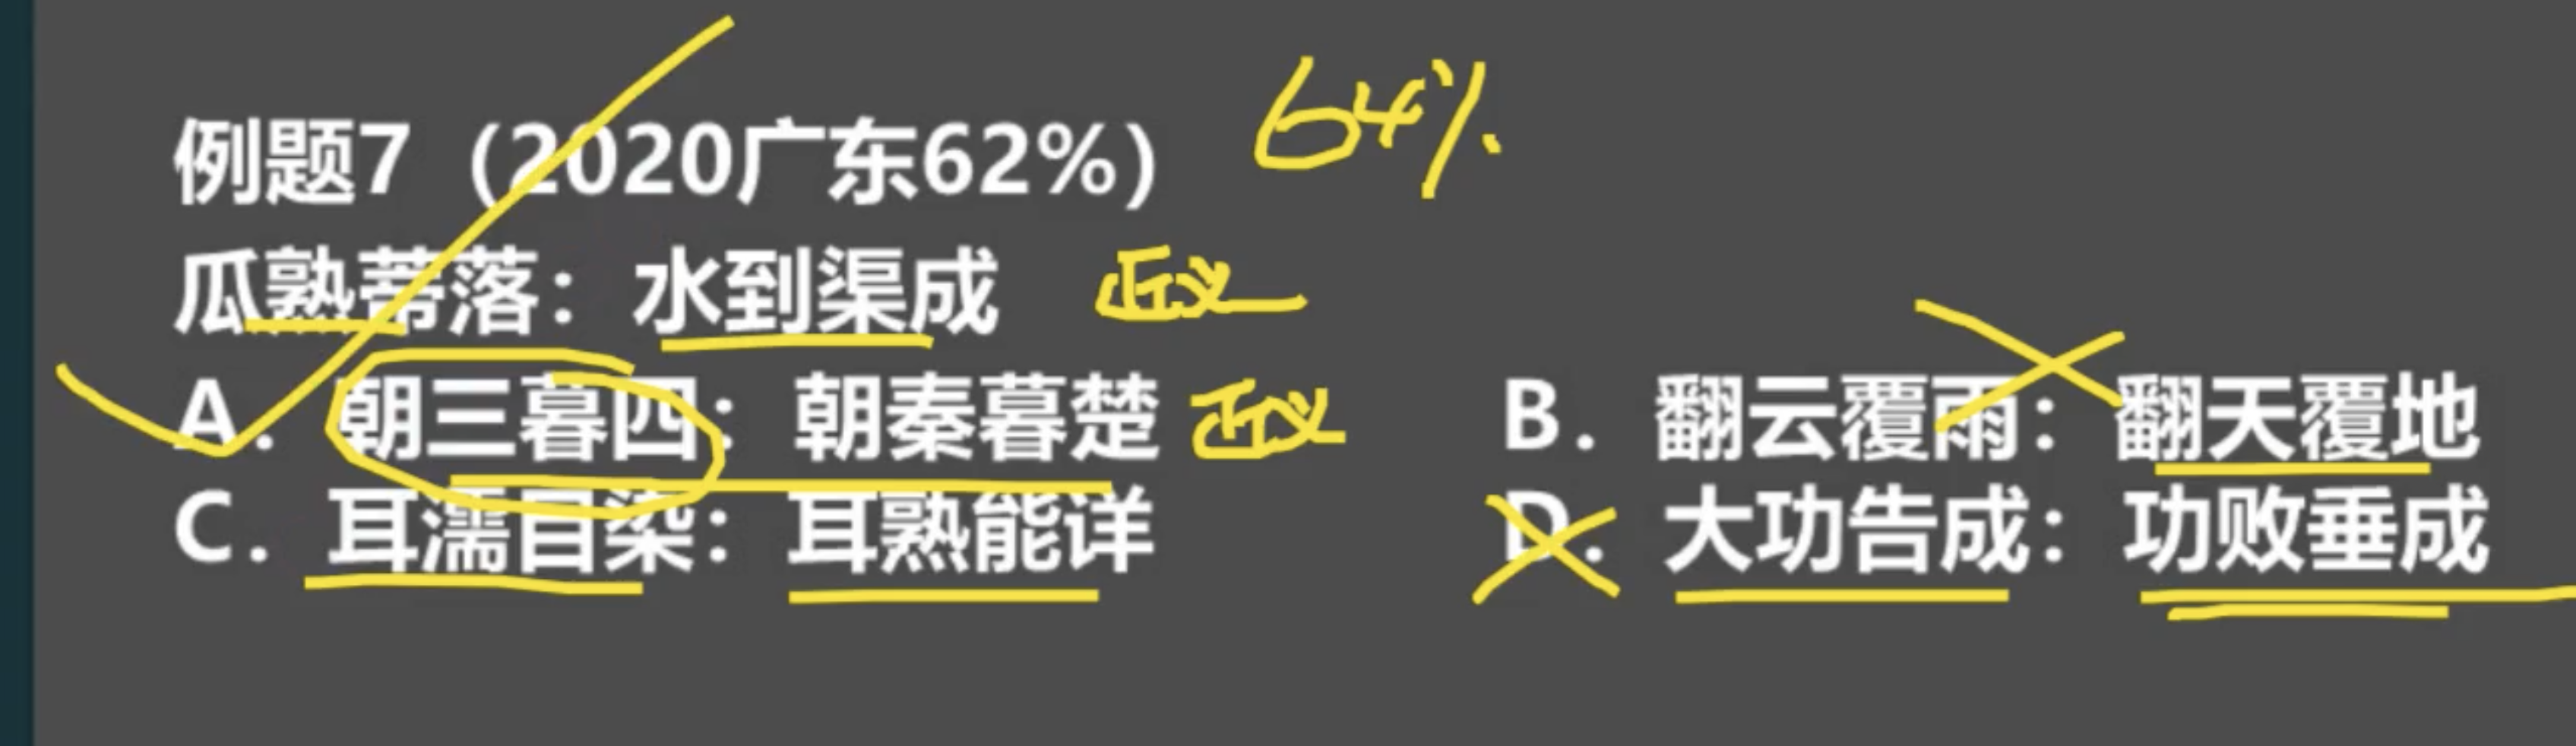 例题7（2020广东62%） 64%
瓜熟蒂落：水到渠成 近义
A. 朝三暮四：朝秦暮楚 近义
B. 翻云覆雨：翻天覆地
C. 耳濡目染：耳熟能详
D. 大功告成：功败垂成